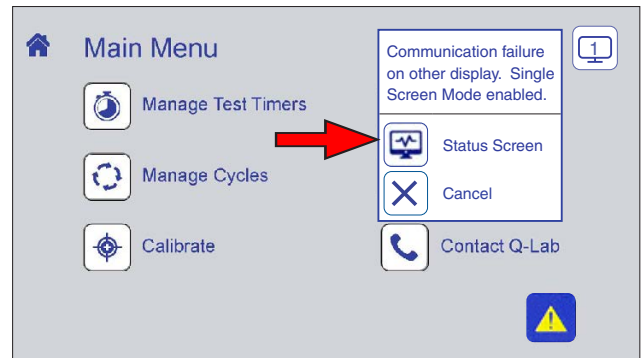 Main Menu
Communication failure
on other display.  Single
Screen Mode enabled.
1
Manage Test Timers
Status Screen
Manage Cycles
Cancel
Calibrate
Contact Q-Lab